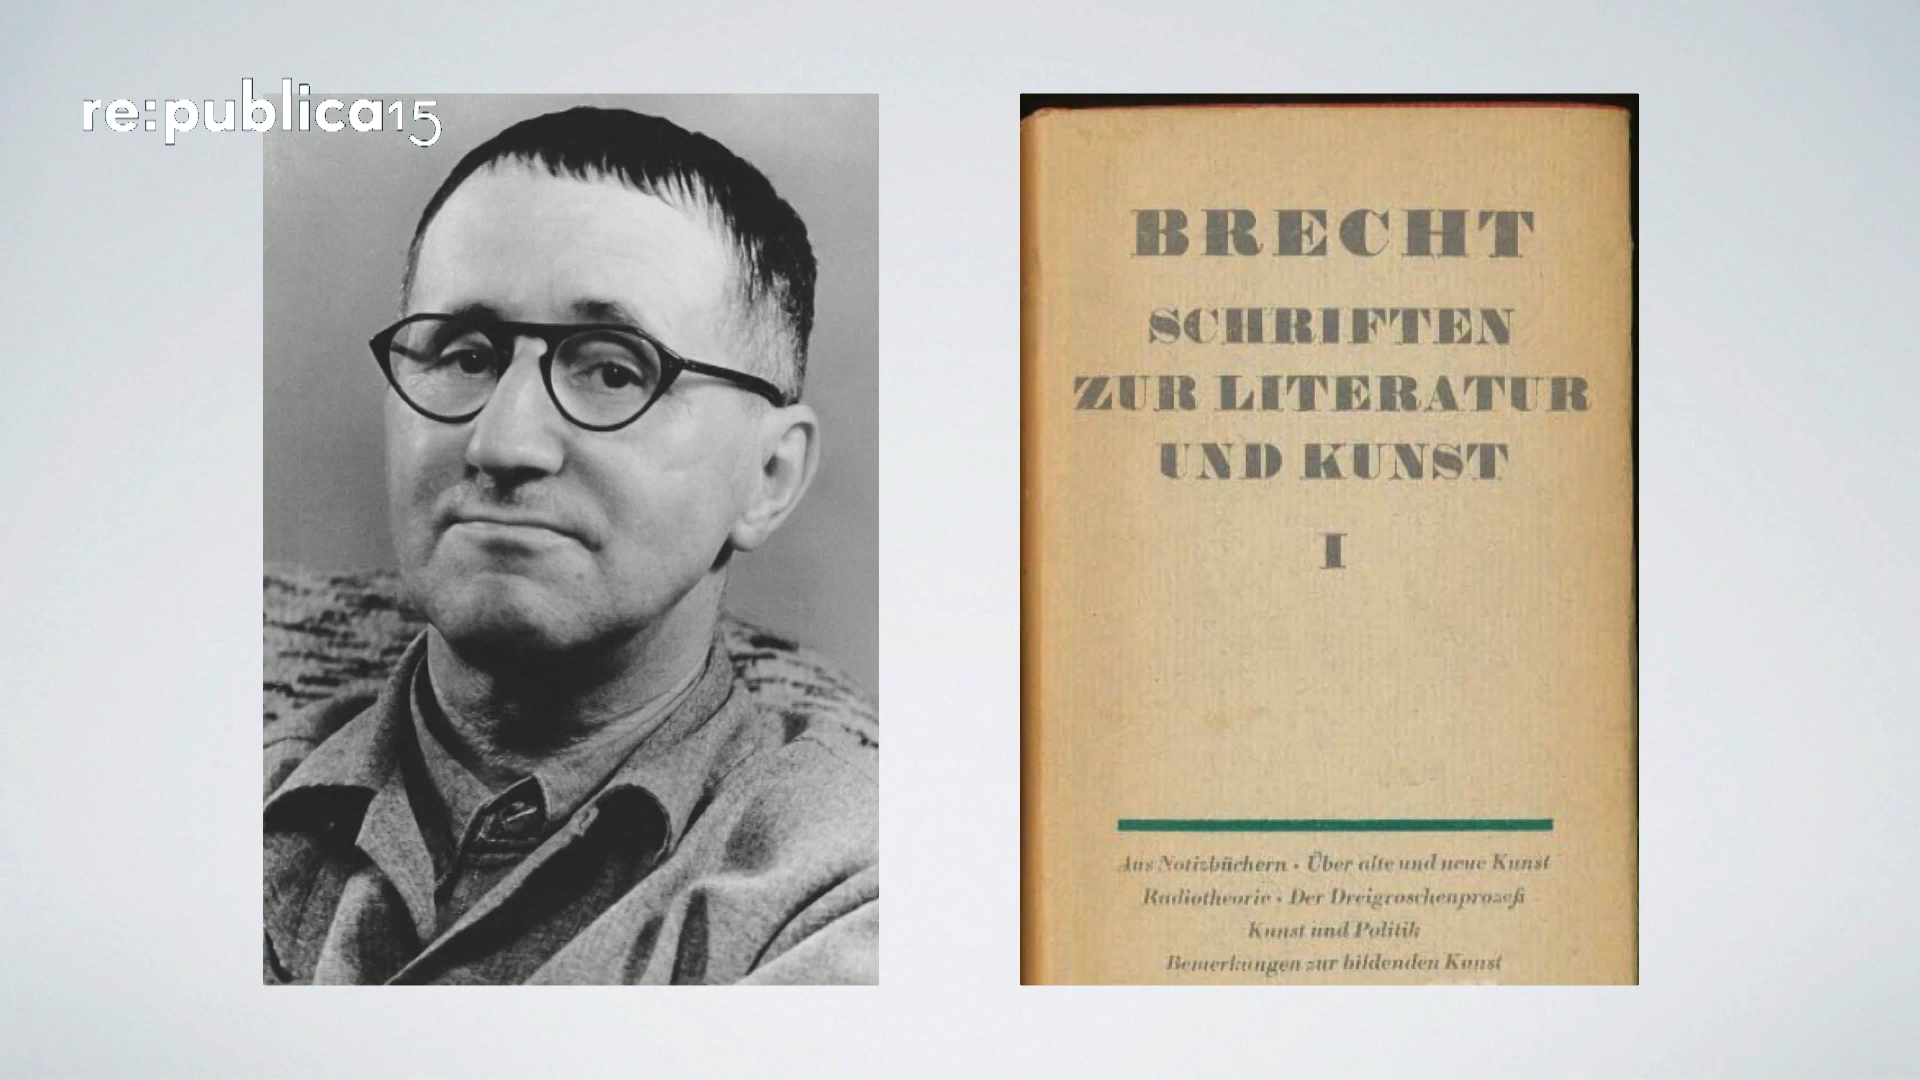 re:publica15
BRECHT
SCHRIFTEN
ZUR LITERATUR
UND KUNST
I
Aus Notizbüchern · Über alte und neue Kunst
Radiotheorie · Der Dreigroschenprozeß
Kunst und Politik
Bemerkungen zur bildenden Kunst